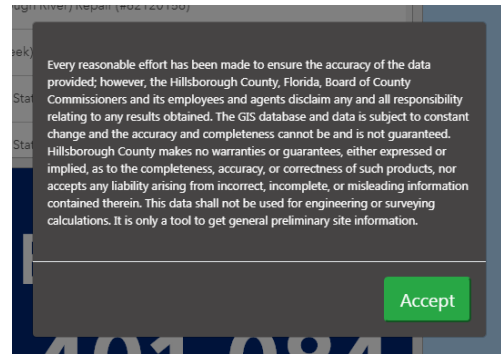 River) Repair (#02120138)
eek)
Stat
Stat
Every reasonable effort has been made to ensure the accuracy of the data
provided; however, the Hillsborough County, Florida, Board of County
Commissioners and its employees and agents disclaim any and all responsibility
relating to any results obtained. The GIS database and data is subject to constant
change and the accuracy and completeness cannot be and is not guaranteed.
Hillsborough County makes no warranties or guarantees, either expressed or
implied, as to the completeness, accuracy, or correctness of such products, nor
accepts any liability arising from incorrect, incomplete, or misleading information
contained therein. This data shall not be used for engineering or surveying
calculations. It is only a tool to get general preliminary site information.
Accept